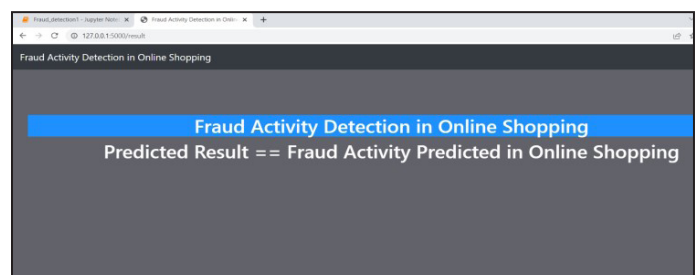 Fraud_detection1 - Jupyter Noteb
Fraud Activity Detection in Onlin
127.0.0.1:5000/result
Fraud Activity Detection in Online Shopping
Fraud Activity Detection in Online Shopping
Predicted Result == Fraud Activity Predicted in Online Shopping